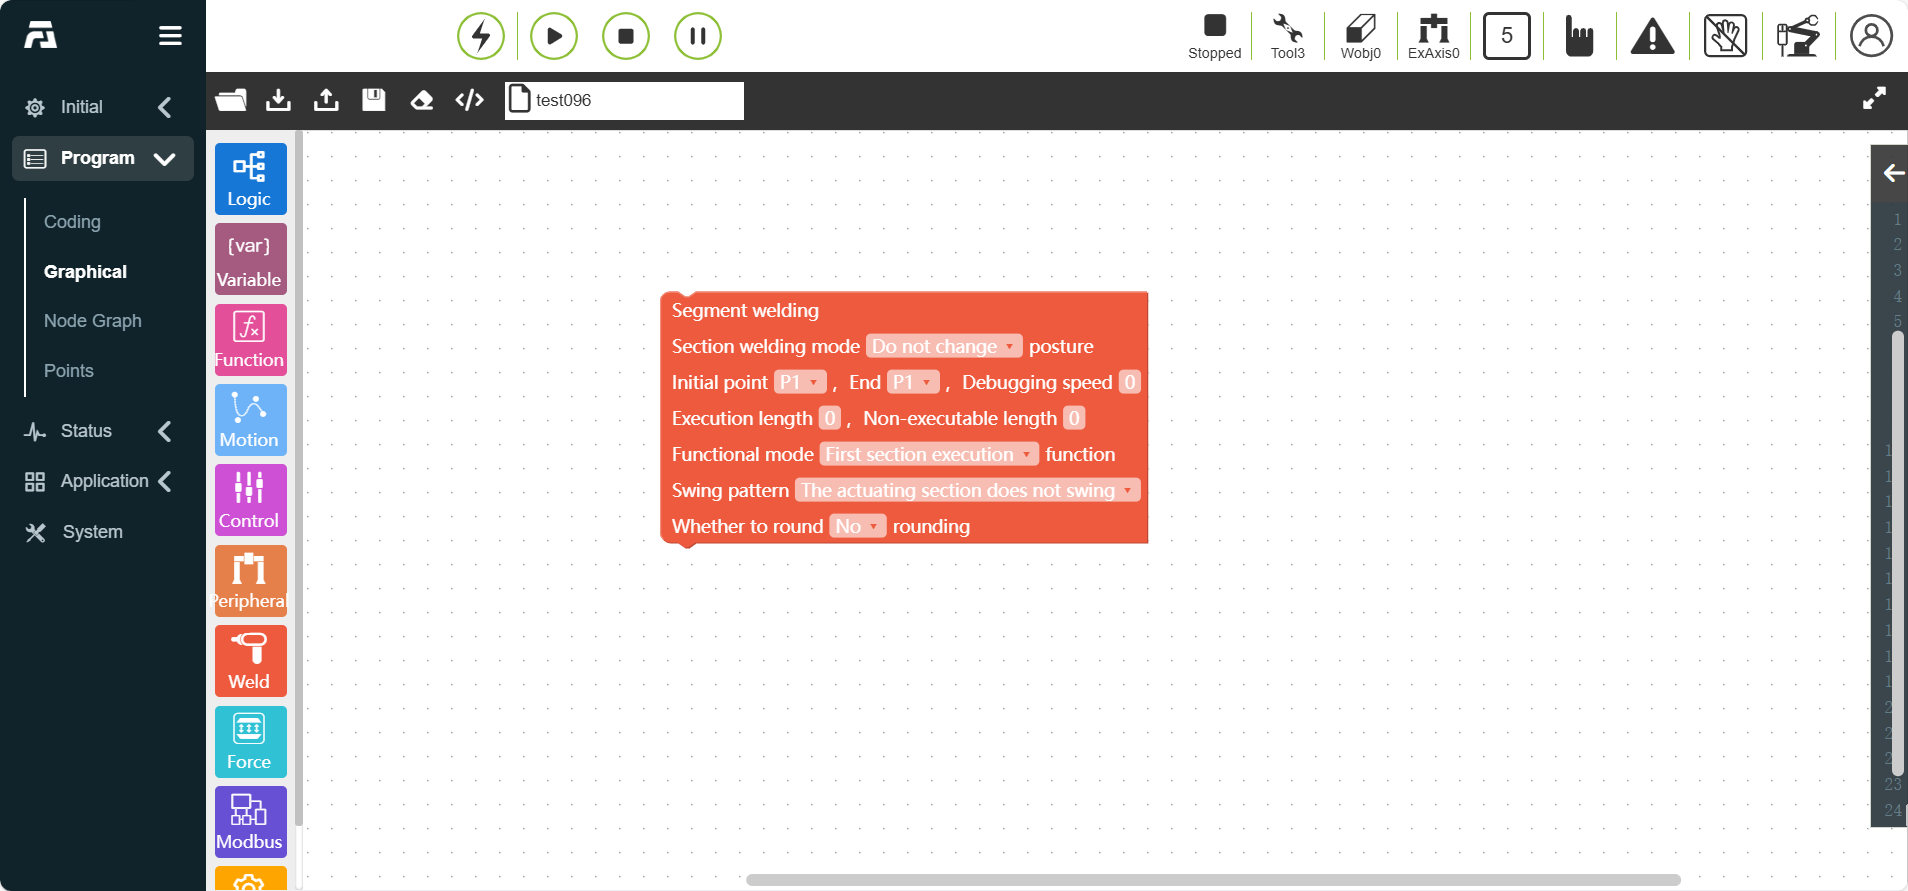 Stopped
Tool3
Wobj0
ExAxis0
5
test096
Initial
Program
Coding
Graphical
Node Graph
Points
Status
Application
System
Logic
{var}
Variable
fx
Function
Motion
Control
Peripheral
Weld
Force
Modbus
Segment welding
Section welding mode Do not change posture
Initial point P1 , End P1 , Debugging speed 0
Execution length 0 , Non-executable length 0
Functional mode First section execution function
Swing pattern The actuating section does not swing
Whether to round No rounding
1
2
3
4
5
23
24